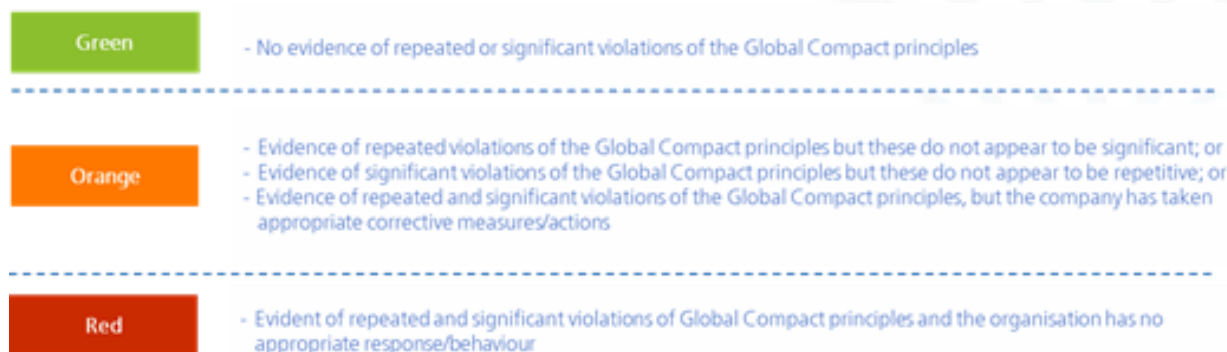 Green
- No evidence of repeated or significant violations of the Global Compact principles
Orange
- Evidence of repeated violations of the Global Compact principles but these do not appear to be significant; or
- Evidence of significant violations of the Global Compact principles but these do not appear to be repetitive; or
- Evidence of repeated and significant violations of the Global Compact principles, but the company has taken
appropriate corrective measures/actions
Red
- Evident of repeated and significant violations of Global Compact principles and the organisation has no
appropriate response/behaviour